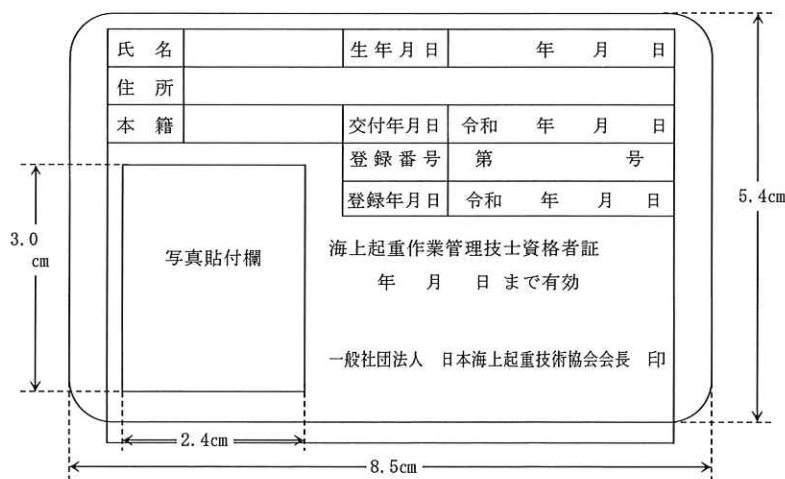 氏 名 生年月日 年 月 日
住 所
本 籍 交付年月日 令和 年 月 日
登録番号 第 号
登録年月日 令和 年 月 日
5.4cm
3.0
cm
写真貼付欄
海上起重作業管理技士資格者証
年 月 日 まで有効
一般社団法人 日本海上起重技術協会会長 印
2.4cm
8.5cm